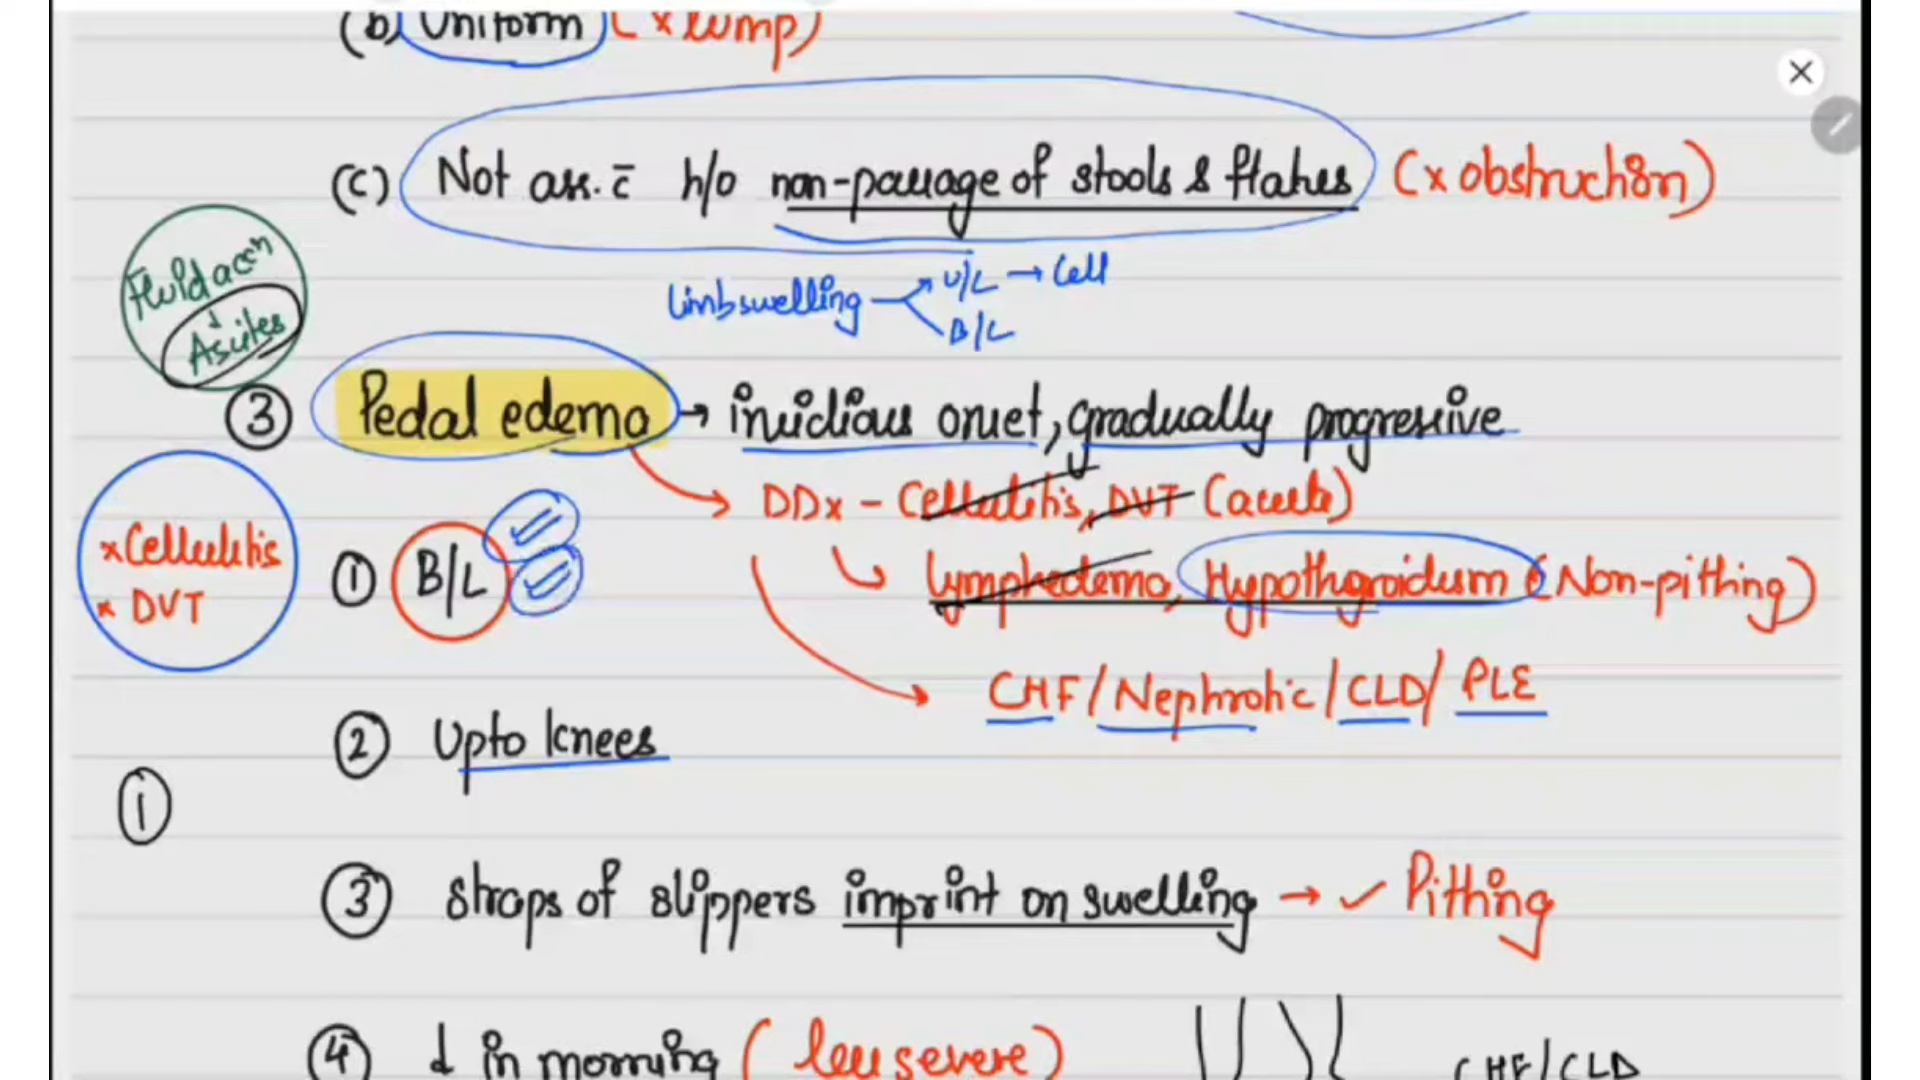 (b) Uniform (× lump)
(c) Not ass. c̄ h/o non-passage of stools & flatus (× obstruction)
Fluid accn
↓
Ascites
limb swelling → U/L → Cell
B/L
③ Pedal edema → insidious onset, gradually progressive
DDx - Cellulitis, DVT (acute)
× Cellulitis
× DVT
① B/L
Lymphedema, Hypothyroidism (Non-pitting)
CHF / Nephrotic / CLD / PLE
② Upto knees
①
③ straps of slippers imprint on swelling → ✓ Pitting
④ ↓ in morning (less severe)
CHF/CLD